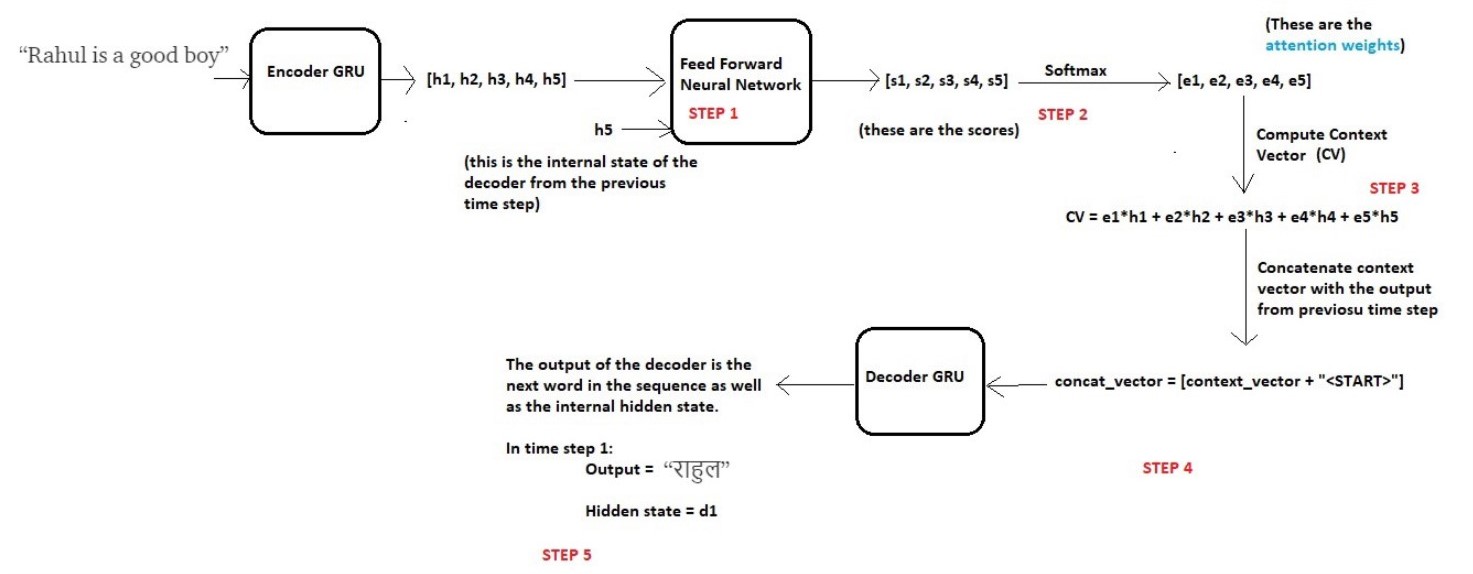 “Rahul is a good boy”
Encoder GRU
[h1, h2, h3, h4, h5]
h5
(this is the internal state of the
decoder from the previous
time step)
Feed Forward
Neural Network
STEP 1
[s1, s2, s3, s4, s5]
(these are the scores)
Softmax
STEP 2
(These are the
attention weights)
[e1, e2, e3, e4, e5]
Compute Context
Vector (CV)
STEP 3
CV = e1*h1 + e2*h2 + e3*h3 + e4*h4 + e5*h5
Concatenate context
vector with the output
from previosu time step
concat_vector = [context_vector + "<START>"]
STEP 4
Decoder GRU
The output of the decoder is the
next word in the sequence as well
as the internal hidden state.
In time step 1:
Output = “राहुल”
Hidden state = d1
STEP 5